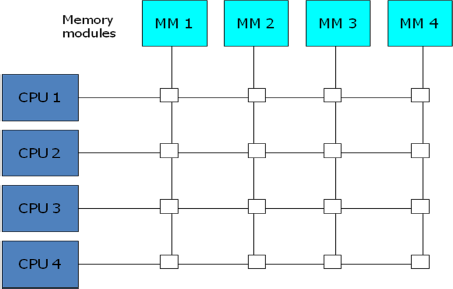 Memory
modules
MM 1
MM 2
MM 3
MM 4
CPU 1
CPU 2
CPU 3
CPU 4